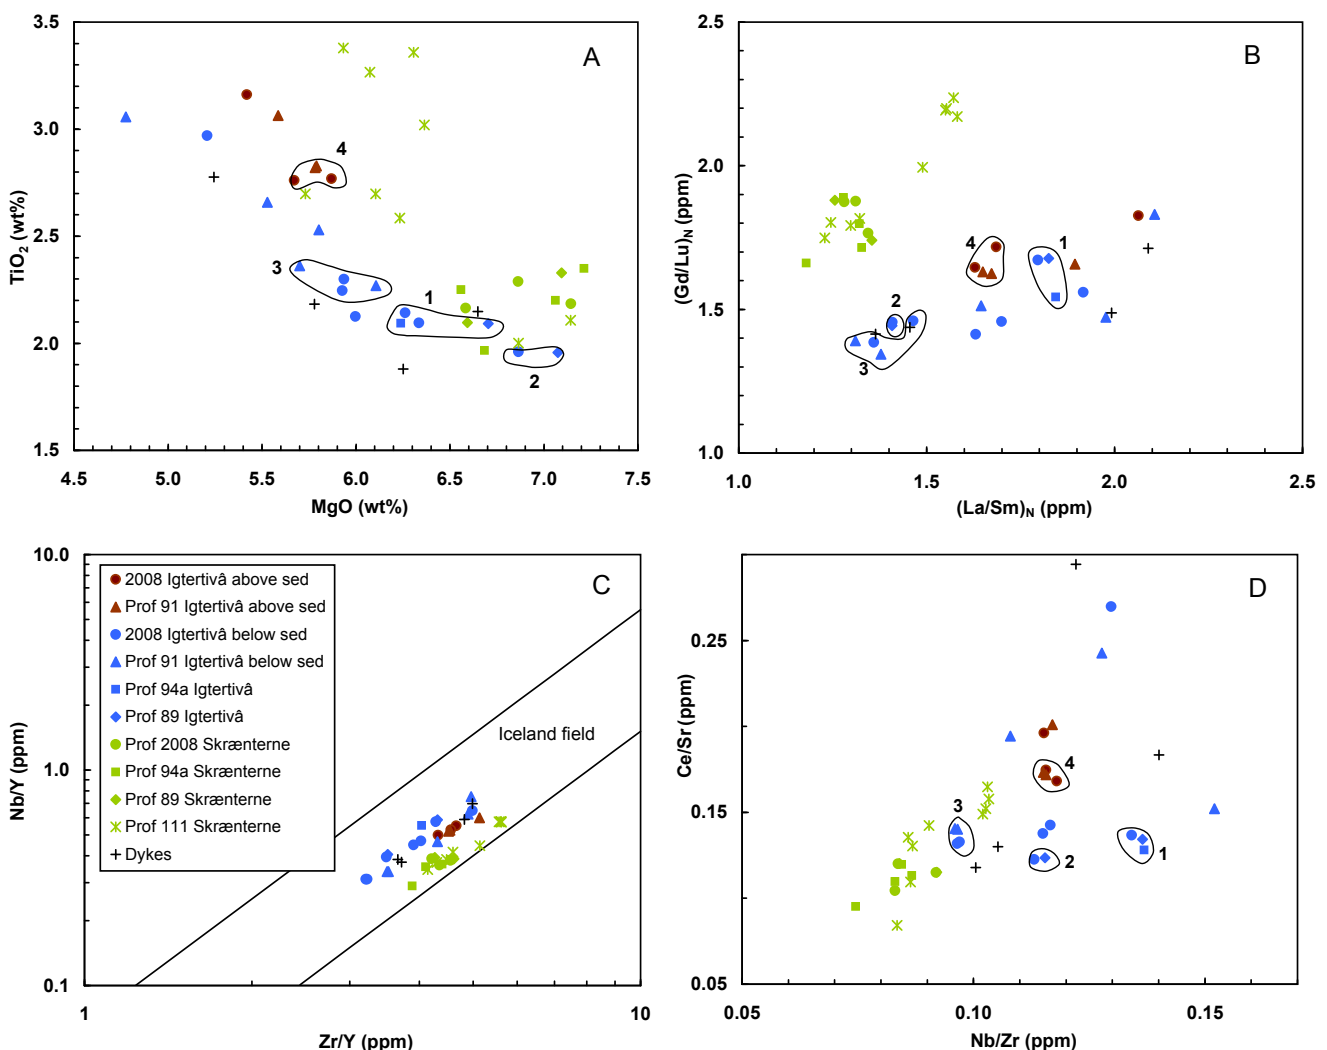 3.5
3.0
2.5
2.0
1.5
TiO2 (wt%)
A
4
3
1
2
4.5 5.0 5.5 6.0 6.5 7.0 7.5
MgO (wt%)
2.5
2.0
1.5
1.0
(Gd/Lu)N (ppm)
B
4
1
2
3
1.0 1.5 2.0 2.5
(La/Sm)N (ppm)
10.0
1.0
0.1
Nb/Y (ppm)
C
2008 Igtertivâ above sed
Prof 91 Igtertivâ above sed
2008 Igtertivâ below sed
Prof 91 Igtertivâ below sed
Prof 94a Igtertivâ
Prof 89 Igtertivâ
Prof 2008 Skrænterne
Prof 94a Skrænterne
Prof 89 Skrænterne
Prof 111 Skrænterne
Dykes
Iceland field
1 10
Zr/Y (ppm)
0.25
0.15
0.05
Ce/Sr (ppm)
D
4
3
2
1
0.05 0.10 0.15
Nb/Zr (ppm)